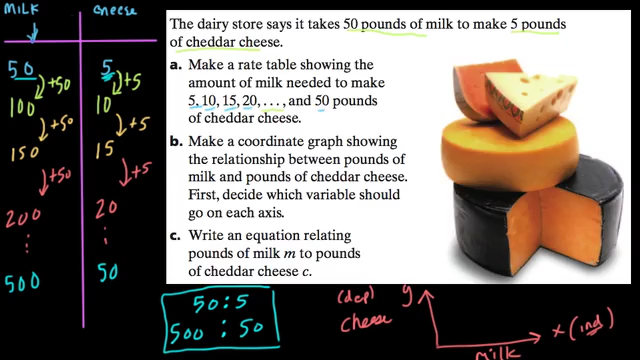 MILK
cheese
50
5
+50
+5
100
10
+50
+5
150
15
+50
+5
200
20
500
50
The dairy store says it takes 50 pounds of milk to make 5 pounds
of cheddar cheese.
a. Make a rate table showing the
amount of milk needed to make
5, 10, 15, 20, . . . , and 50 pounds
of cheddar cheese.
b. Make a coordinate graph showing
the relationship between pounds of
milk and pounds of cheddar cheese.
First, decide which variable should
go on each axis.
c. Write an equation relating
pounds of milk m to pounds
of cheddar cheese c.
50:5
500 : 50
(dep) y
cheese
x (ind)
milk